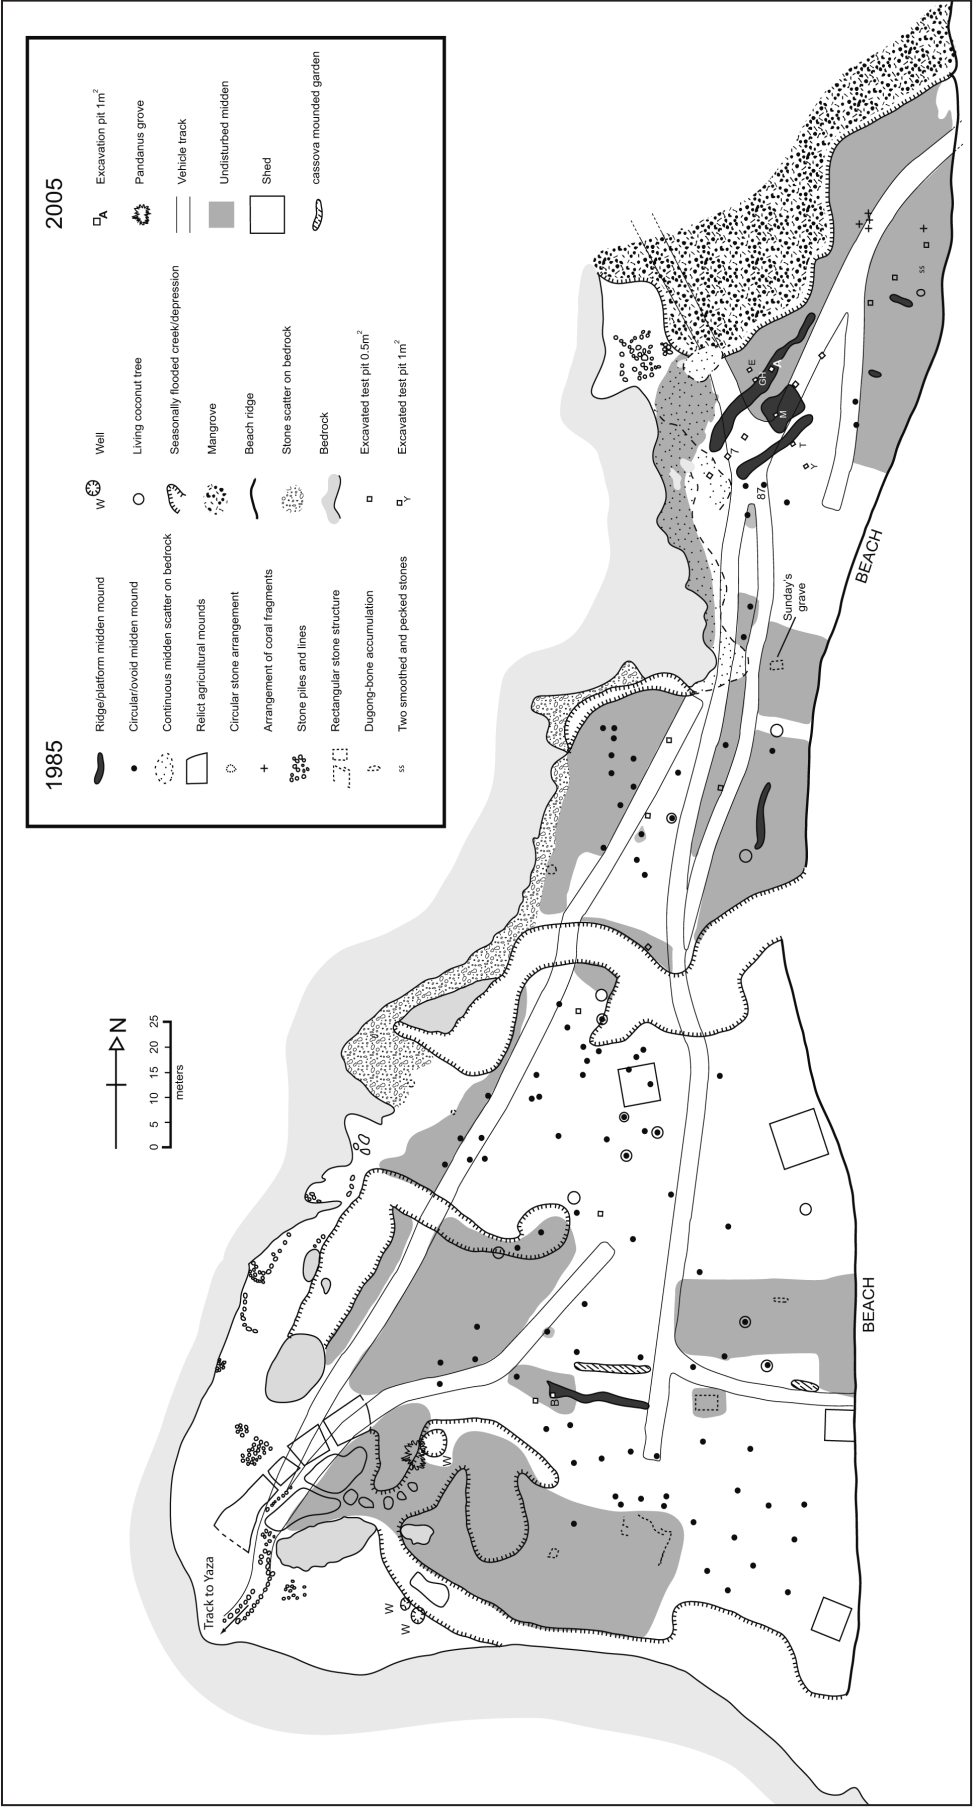 1985
Ridge/platform midden mound
Circular/ovoid midden mound
Continuous midden scatter on bedrock
Relict agricultural mounds
Circular stone arrangement
Arrangement of coral fragments
Stone piles and lines
Rectangular stone structure
Dugong-bone accumulation
ss Two smoothed and pecked stones
W Well
Living coconut tree
Seasonally flooded creek/depression
Mangrove
Beach ridge
Stone scatter on bedrock
Bedrock
Excavated test pit 0.5m²
Y Excavated test pit 1m²
2005
A Excavation pit 1m²
Pandanus grove
Vehicle track
Undisturbed midden
Shed
cassova mounded garden
N
0 5 10 15 20 25
meters
Track to Yaza
W
W
W
B
BEACH
BEACH
Sunday's
grave
87
7
Y
T
M
A
GH
E
ss